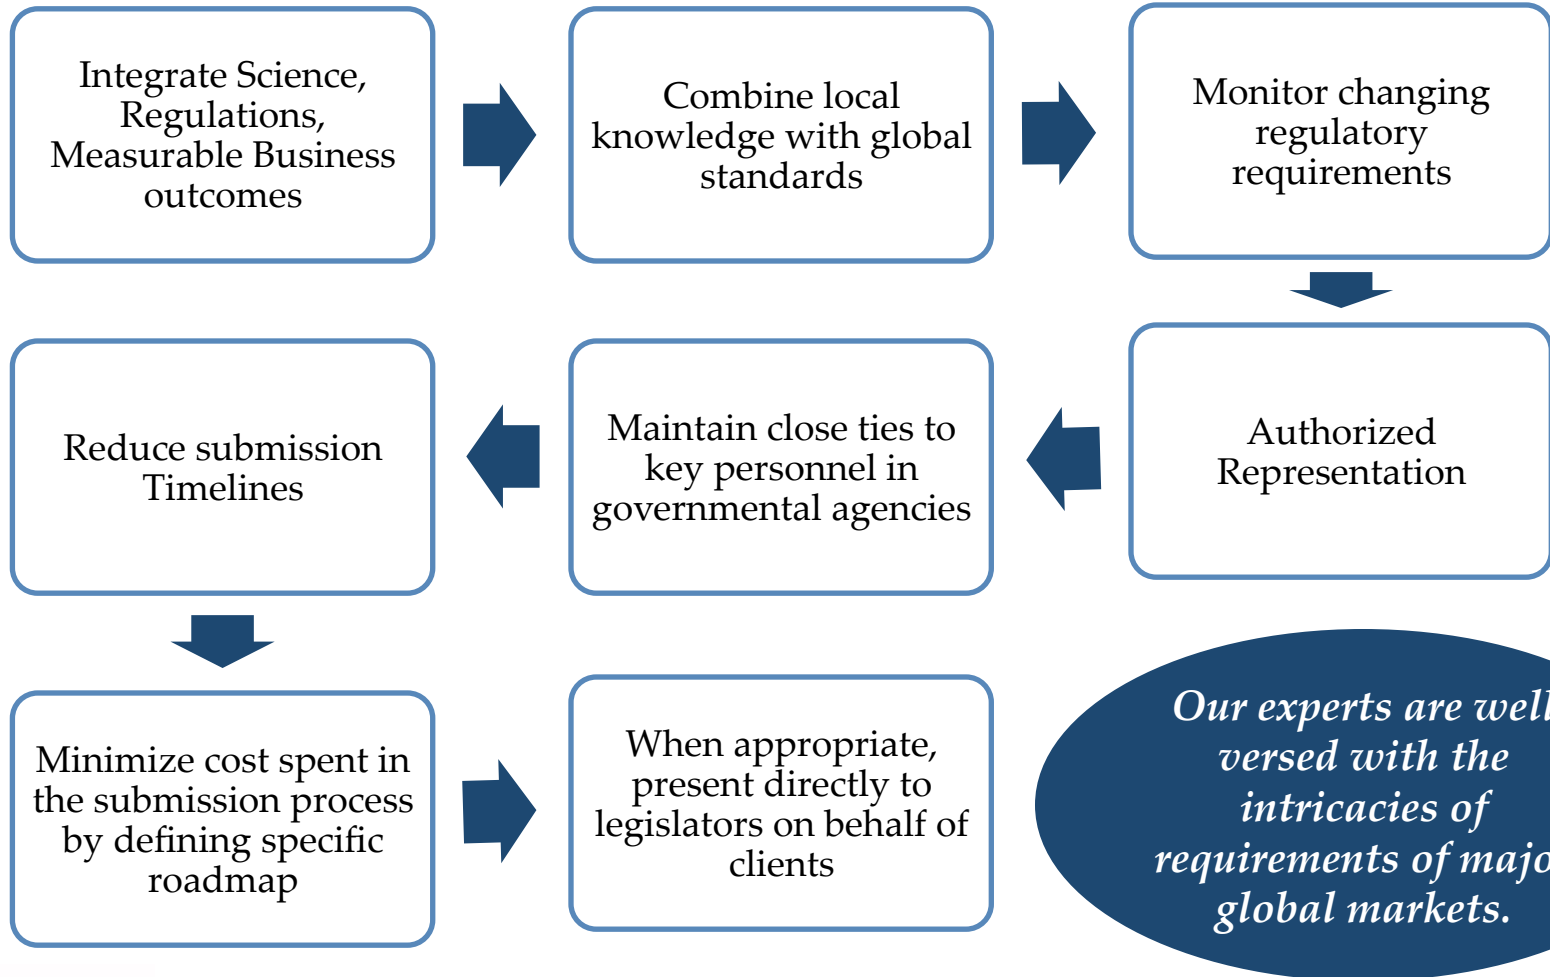 Integrate Science,
Regulations,
Measurable Business
outcomes
Combine local
knowledge with global
standards
Monitor changing
regulatory
requirements
Authorized
Representation
Maintain close ties to
key personnel in
governmental agencies
Reduce submission
Timelines
Minimize cost spent in
the submission process
by defining specific
roadmap
When appropriate,
present directly to
legislators on behalf of
clients
Our experts are well
versed with the
intricacies of
requirements of majo
global markets.